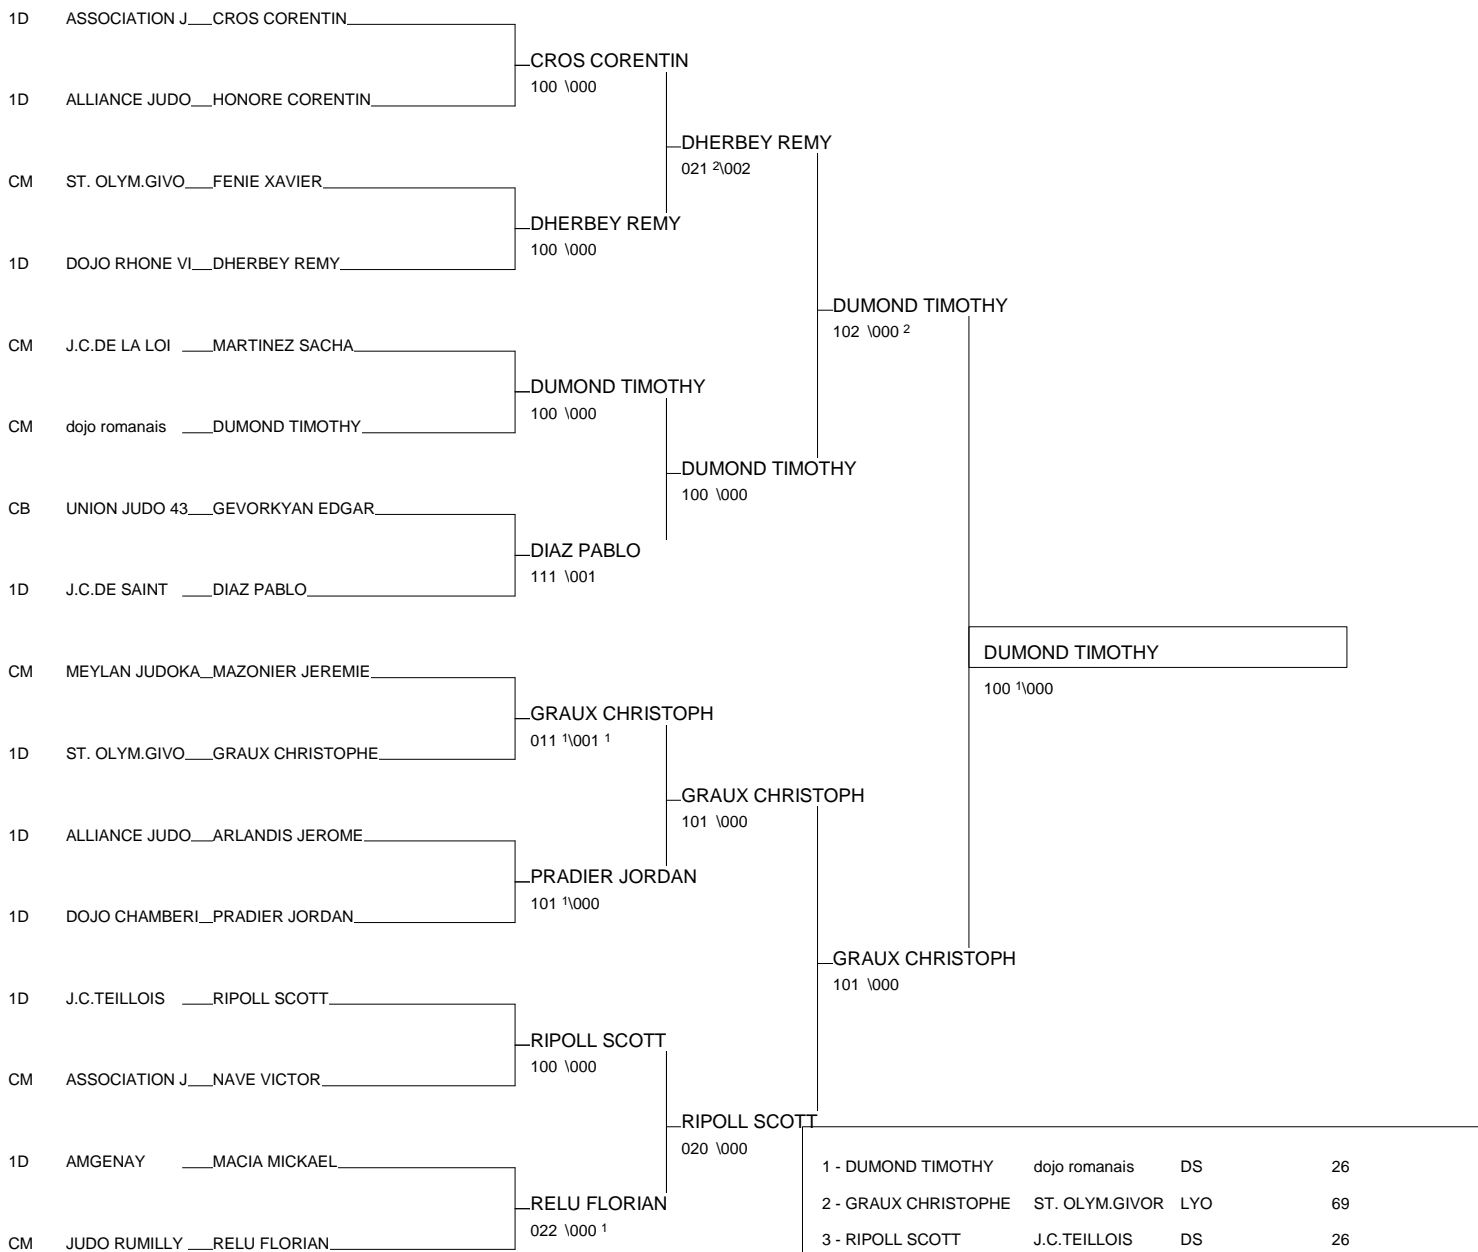 1D ASSOCIATION J CROS CORENTIN
CROS CORENTIN
100 \000
1D ALLIANCE JUDO HONORE CORENTIN
DHERBEY REMY
021 2\002
CM ST. OLYM.GIVO FENIE XAVIER
DHERBEY REMY
100 \000
1D DOJO RHONE VI DHERBEY REMY
DUMOND TIMOTHY
102 \000 2
CM J.C.DE LA LOI MARTINEZ SACHA
DUMOND TIMOTHY
100 \000
CM dojo romanais DUMOND TIMOTHY
DUMOND TIMOTHY
100 \000
CB UNION JUDO 43 GEVORKYAN EDGAR
DIAZ PABLO
111 \001
1D J.C.DE SAINT DIAZ PABLO
DUMOND TIMOTHY
100 1\000
CM MEYLAN JUDOKA MAZONIER JEREMIE
GRAUX CHRISTOPH
011 1\001 1
1D ST. OLYM.GIVO GRAUX CHRISTOPHE
GRAUX CHRISTOPH
101 \000
1D ALLIANCE JUDO ARLANDIS JEROME
PRADIER JORDAN
101 1\000
1D DOJO CHAMBERI PRADIER JORDAN
GRAUX CHRISTOPH
101 \000
1D J.C.TEILLOIS RIPOLL SCOTT
RIPOLL SCOTT
100 \000
CM ASSOCIATION J NAVE VICTOR
RIPOLL SCOTT
020 \000
1D AMGENAY MACIA MICKAEL
RELU FLORIAN
022 \000 1
CM JUDO RUMILLY RELU FLORIAN
1 - DUMOND TIMOTHY dojo romanais DS 26
2 - GRAUX CHRISTOPHE ST. OLYM.GIVOR LYO 69
3 - RIPOLL SCOTT J.C.TEILLOIS DS 26